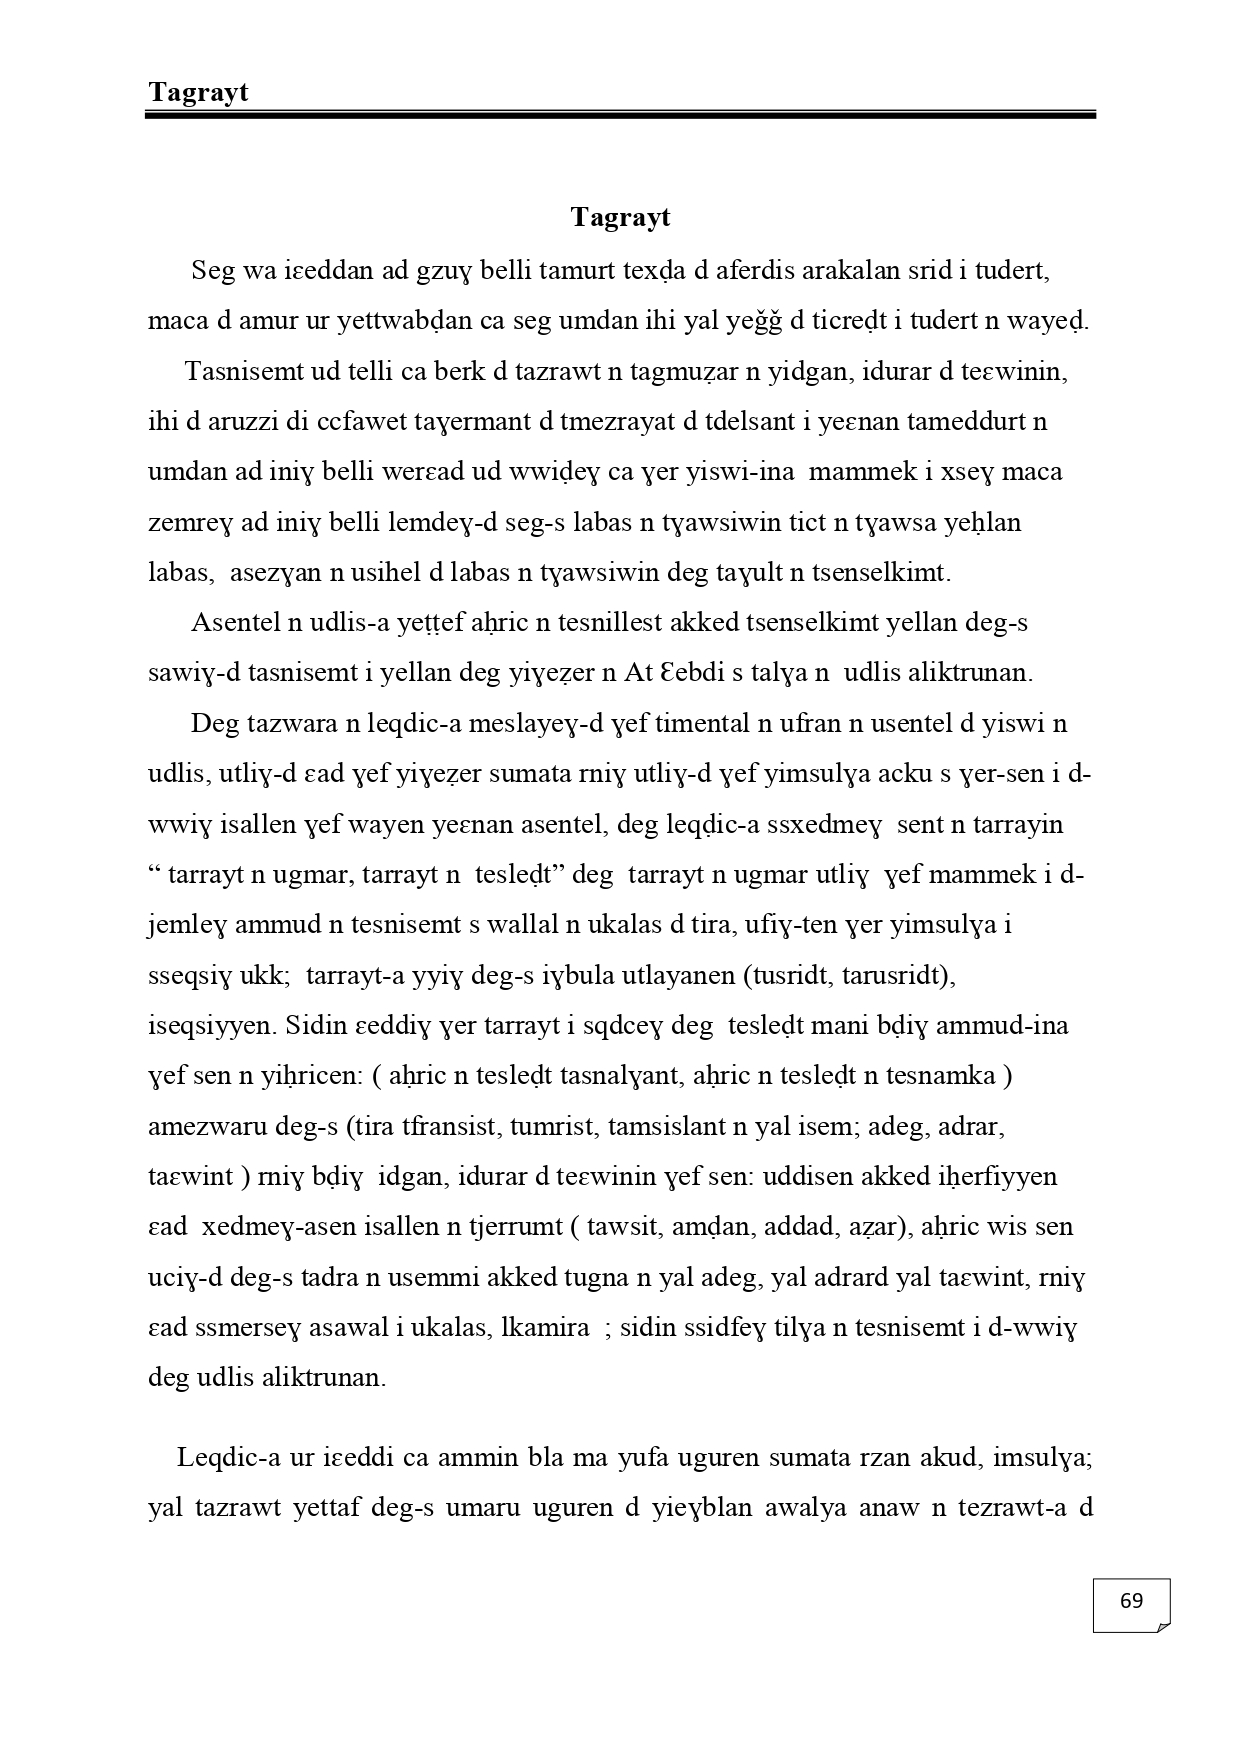 Tagrayt
Tagrayt
Seg wa iɛeddan ad gzuɣ belli tamurt texḍa d aferdis arakalan srid i tudert,
maca d amur ur yettwabḍan ca seg umdan ihi yal yeǧǧ d ticreḍt i tudert n wayeḍ.
Tasnisemt ud telli ca berk d tazrawt n tagmuẓar n yidgan, idurar d teɛwinin,
ihi d aruzzi di ccfawet taɣermant d tmezrayat d tdelsant i yeɛnan tameddurt n
umdan ad iniɣ belli werɛad ud wwiḍeɣ ca ɣer yiswi-ina mammek i xseɣ maca
zemreɣ ad iniɣ belli lemdeɣ-d seg-s labas n tɣawsiwin tict n tɣawsa yeḥlan
labas, asezɣan n usihel d labas n tɣawsiwin deg taɣult n tsenselkimt.
Asentel n udlis-a yeṭṭef aḥric n tesnillest akked tsenselkimt yellan deg-s
sawiɣ-d tasnisemt i yellan deg yiɣeẓer n At Ɛebdi s talɣa n udlis aliktrunan.
Deg tazwara n leqdic-a meslayeɣ-d ɣef timental n ufran n usentel d yiswi n
udlis, utliɣ-d ɛad ɣef yiɣeẓer sumata rniɣ utliɣ-d ɣef yimsulɣa acku s ɣer-sen i d-
wwiɣ isallen ɣef wayen yeɛnan asentel, deg leqḍic-a ssxedmeɣ sent n tarrayin
“ tarrayt n ugmar, tarrayt n tesleḍt” deg tarrayt n ugmar utliɣ ɣef mammek i d-
jemleɣ ammud n tesnisemt s wallal n ukalas d tira, ufiɣ-ten ɣer yimsulɣa i
sseqsiɣ ukk; tarrayt-a yyiɣ deg-s iɣbula utlayanen (tusridt, tarusridt),
iseqsiyyen. Sidin ɛeddiɣ ɣer tarrayt i sqdceɣ deg tesleḍt mani bḍiɣ ammud-ina
ɣef sen n yiḥricen: ( aḥric n tesleḍt tasnalɣant, aḥric n tesleḍt n tesnamka )
amezwaru deg-s (tira tfransist, tumrist, tamsislant n yal isem; adeg, adrar,
taɛwint ) rniɣ bḍiɣ idgan, idurar d teɛwinin ɣef sen: uddisen akked iḥerfiyyen
ɛad xedmeɣ-asen isallen n tjerrumt ( tawsit, amḍan, addad, aẓar), aḥric wis sen
uciɣ-d deg-s tadra n usemmi akked tugna n yal adeg, yal adrard yal taɛwint, rniɣ
ɛad ssmerseɣ asawal i ukalas, lkamira ; sidin ssidfeɣ tilɣa n tesnisemt i d-wwiɣ
deg udlis aliktrunan.
Leqdic-a ur iɛeddi ca ammin bla ma yufa uguren sumata rzan akud, imsulɣa;
yal tazrawt yettaf deg-s umaru uguren d yieɣblan awalya anaw n tezrawt-a d
69